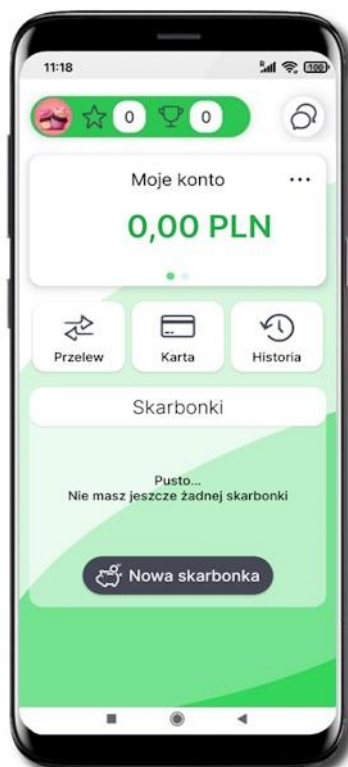 11:18
R
100
0
0
Moje konto
...
0,00 PLN
Przelew
Karta
Historia
Skarbonki
Pusto...
Nie masz jeszcze żadnej skarbonki
Nowa skarbonka